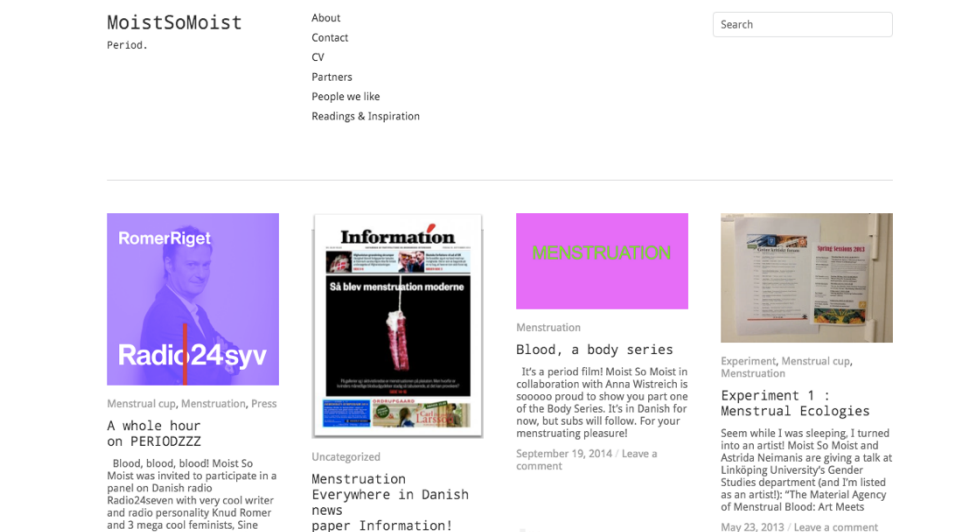 MoistSoMoist
Period.
About
Contact
CV
Partners
People we like
Readings & Inspiration
Search
RomerRiget
Radio24syv
Menstrual cup, Menstruation, Press
A whole hour
on PERIODZZZ
Blood, blood, blood! Moist So
Moist was invited to participate in a
panel on Danish radio
Radio24seven with very cool writer
and radio personality Knud Romer
and 3 mega cool feminists, Sine
Information
Så blev menstruation moderne
Uncategorized
Menstruation
Everywhere in Danish
news
paper Information!
MENSTRUATION
Menstruation
Blood, a body series
It's a period film! Moist So Moist in
collaboration with Anna Wistreich is
sooooo proud to show you part one
of the Body Series. It's in Danish for
now, but subs will follow. For your
menstruating pleasure!
September 19, 2014 / Leave a
comment
Spring Sessions 2013
Experiment, Menstrual cup,
Menstruation
Experiment 1 :
Menstrual Ecologies
Seem while I was sleeping, I turned
into an artist! Moist So Moist and
Astrida Neimanis are giving a talk at
Linköping University's Gender
Studies department (and I'm listed
as an artist!): “The Material Agency
of Menstrual Blood: Art Meets
May 23, 2013 / Leave a comment